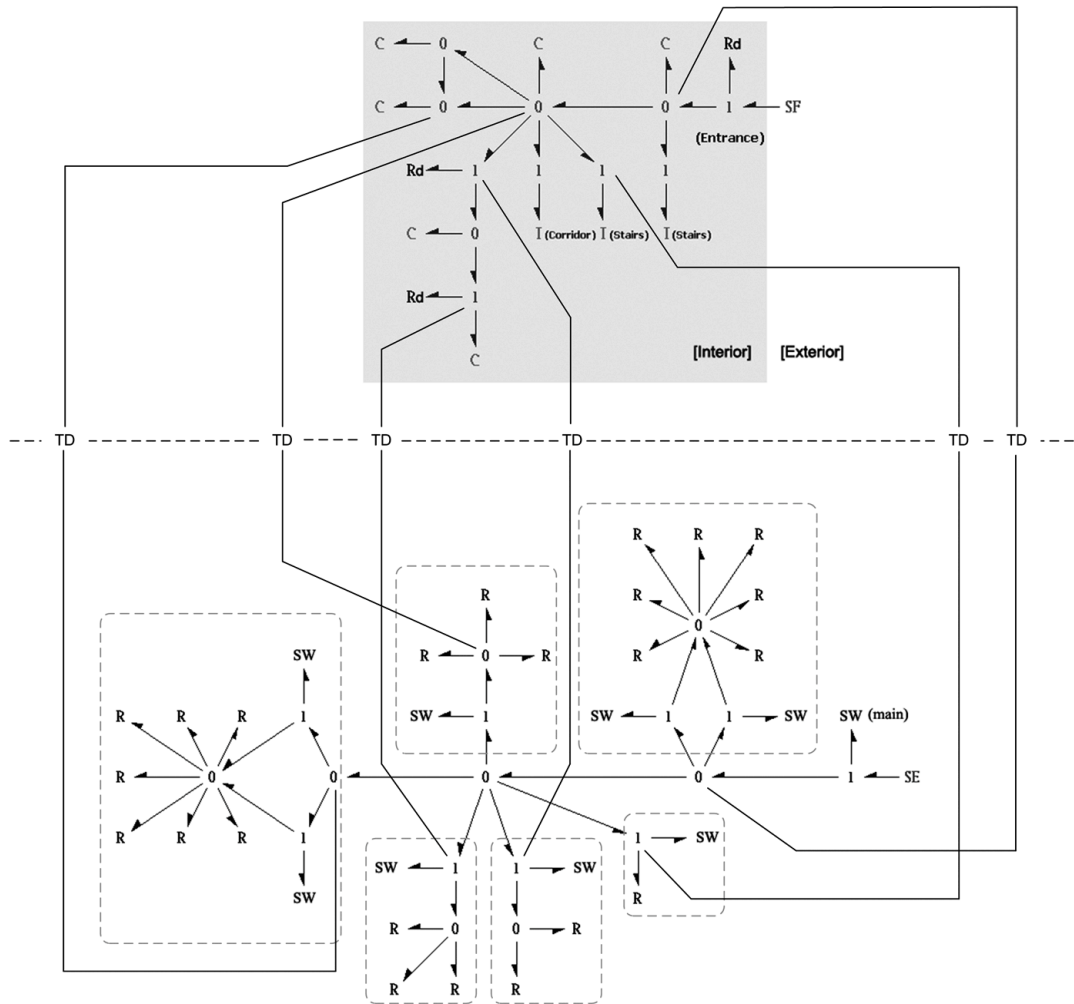 C 0 C C Rd
C 0 0 0 1 SF
(Entrance)
Rd 1 1 1 1
C 0 I (Corridor) I (Stairs) I (Stairs)
Rd 1
[Interior] [Exterior]
C
TD TD TD TD TD TD
R R R
R R R
0
R 0 R R R
SW
R R R 1 SW 1 SW 1 1 SW SW (main)
R 0 0 0 0 1 SE
R R R 1 1 SW
SW 1 1 SW
SW R
R 0 0 R
R R R